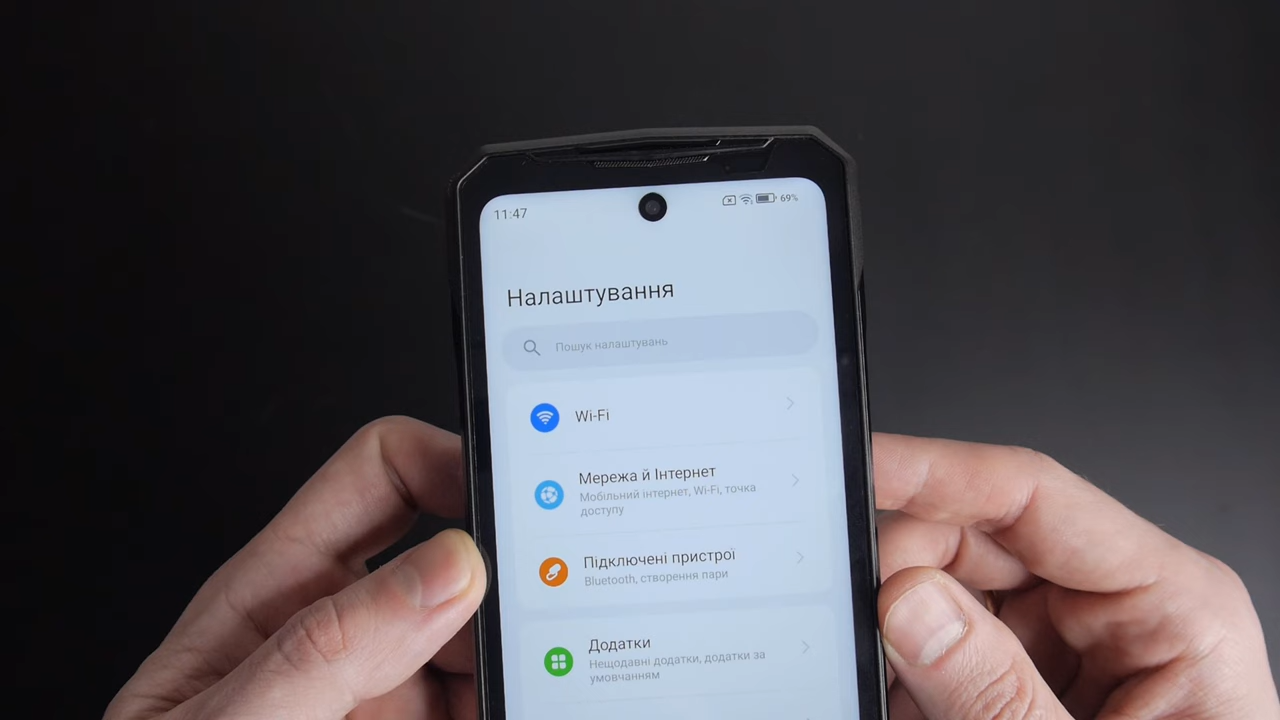 11:47
69%
Налаштування
Пошук налаштувань
Wi-Fi
Мережа й Інтернет
Мобільний інтернет, Wi-Fi, точка
доступу
Підключені пристрої
Bluetooth, створення пари
Додатки
Нещодавні додатки, додатки за
умовчанням